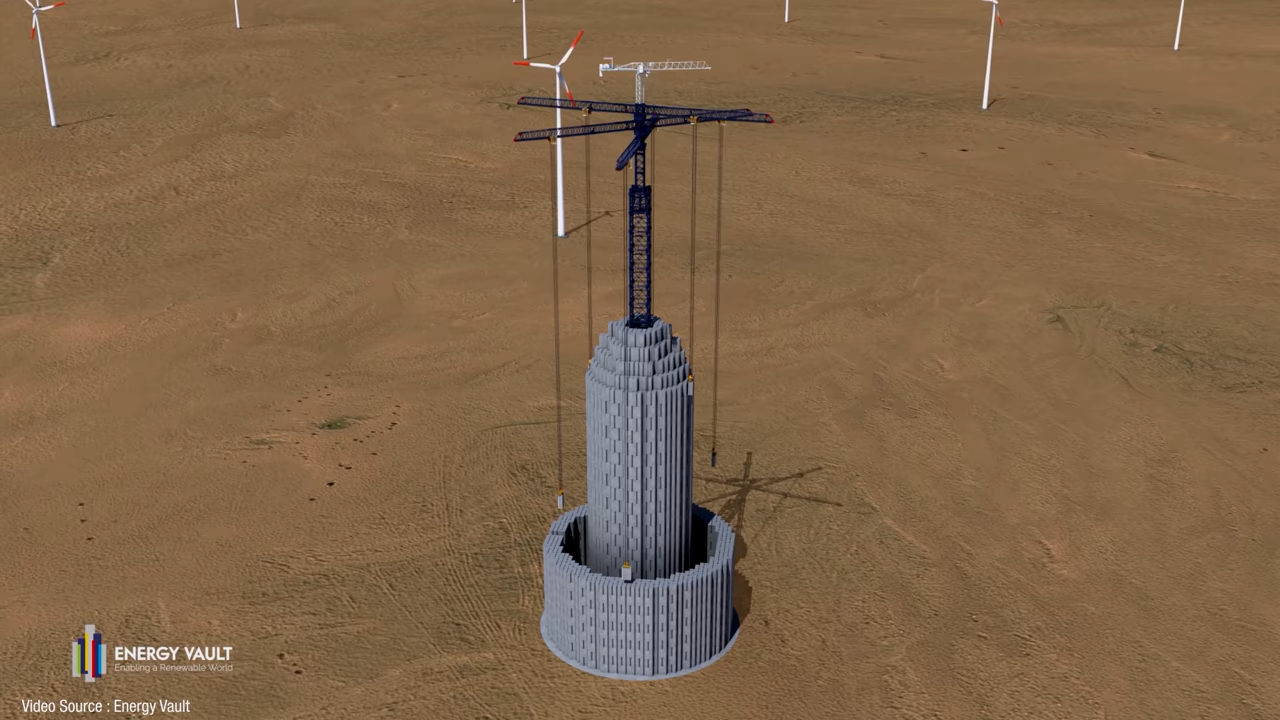 ENERGY VAULT
Enabling a Renewable World
Video Source : Energy Vault